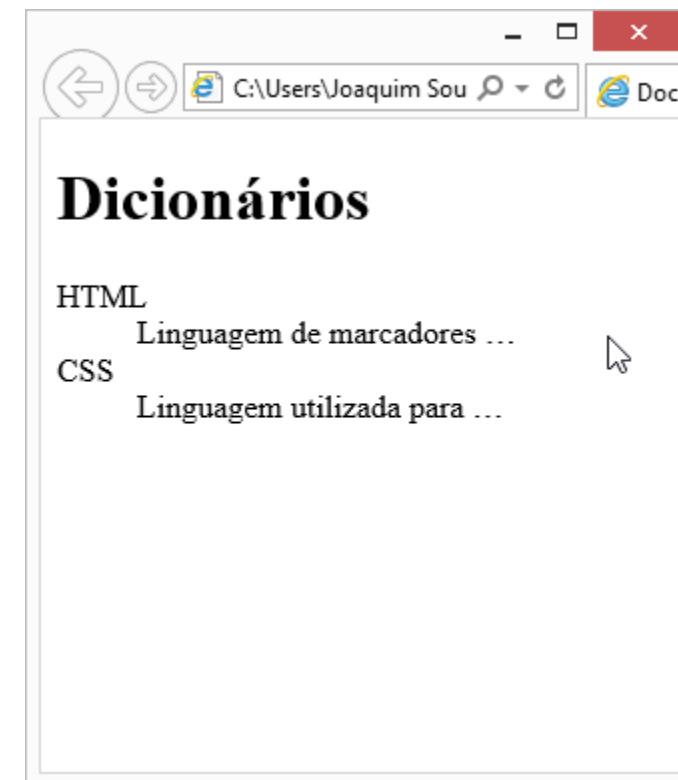 C:\Users\Joaquim Sou
Doc
Dicionários
HTML
Linguagem de marcadores …
CSS
Linguagem utilizada para …